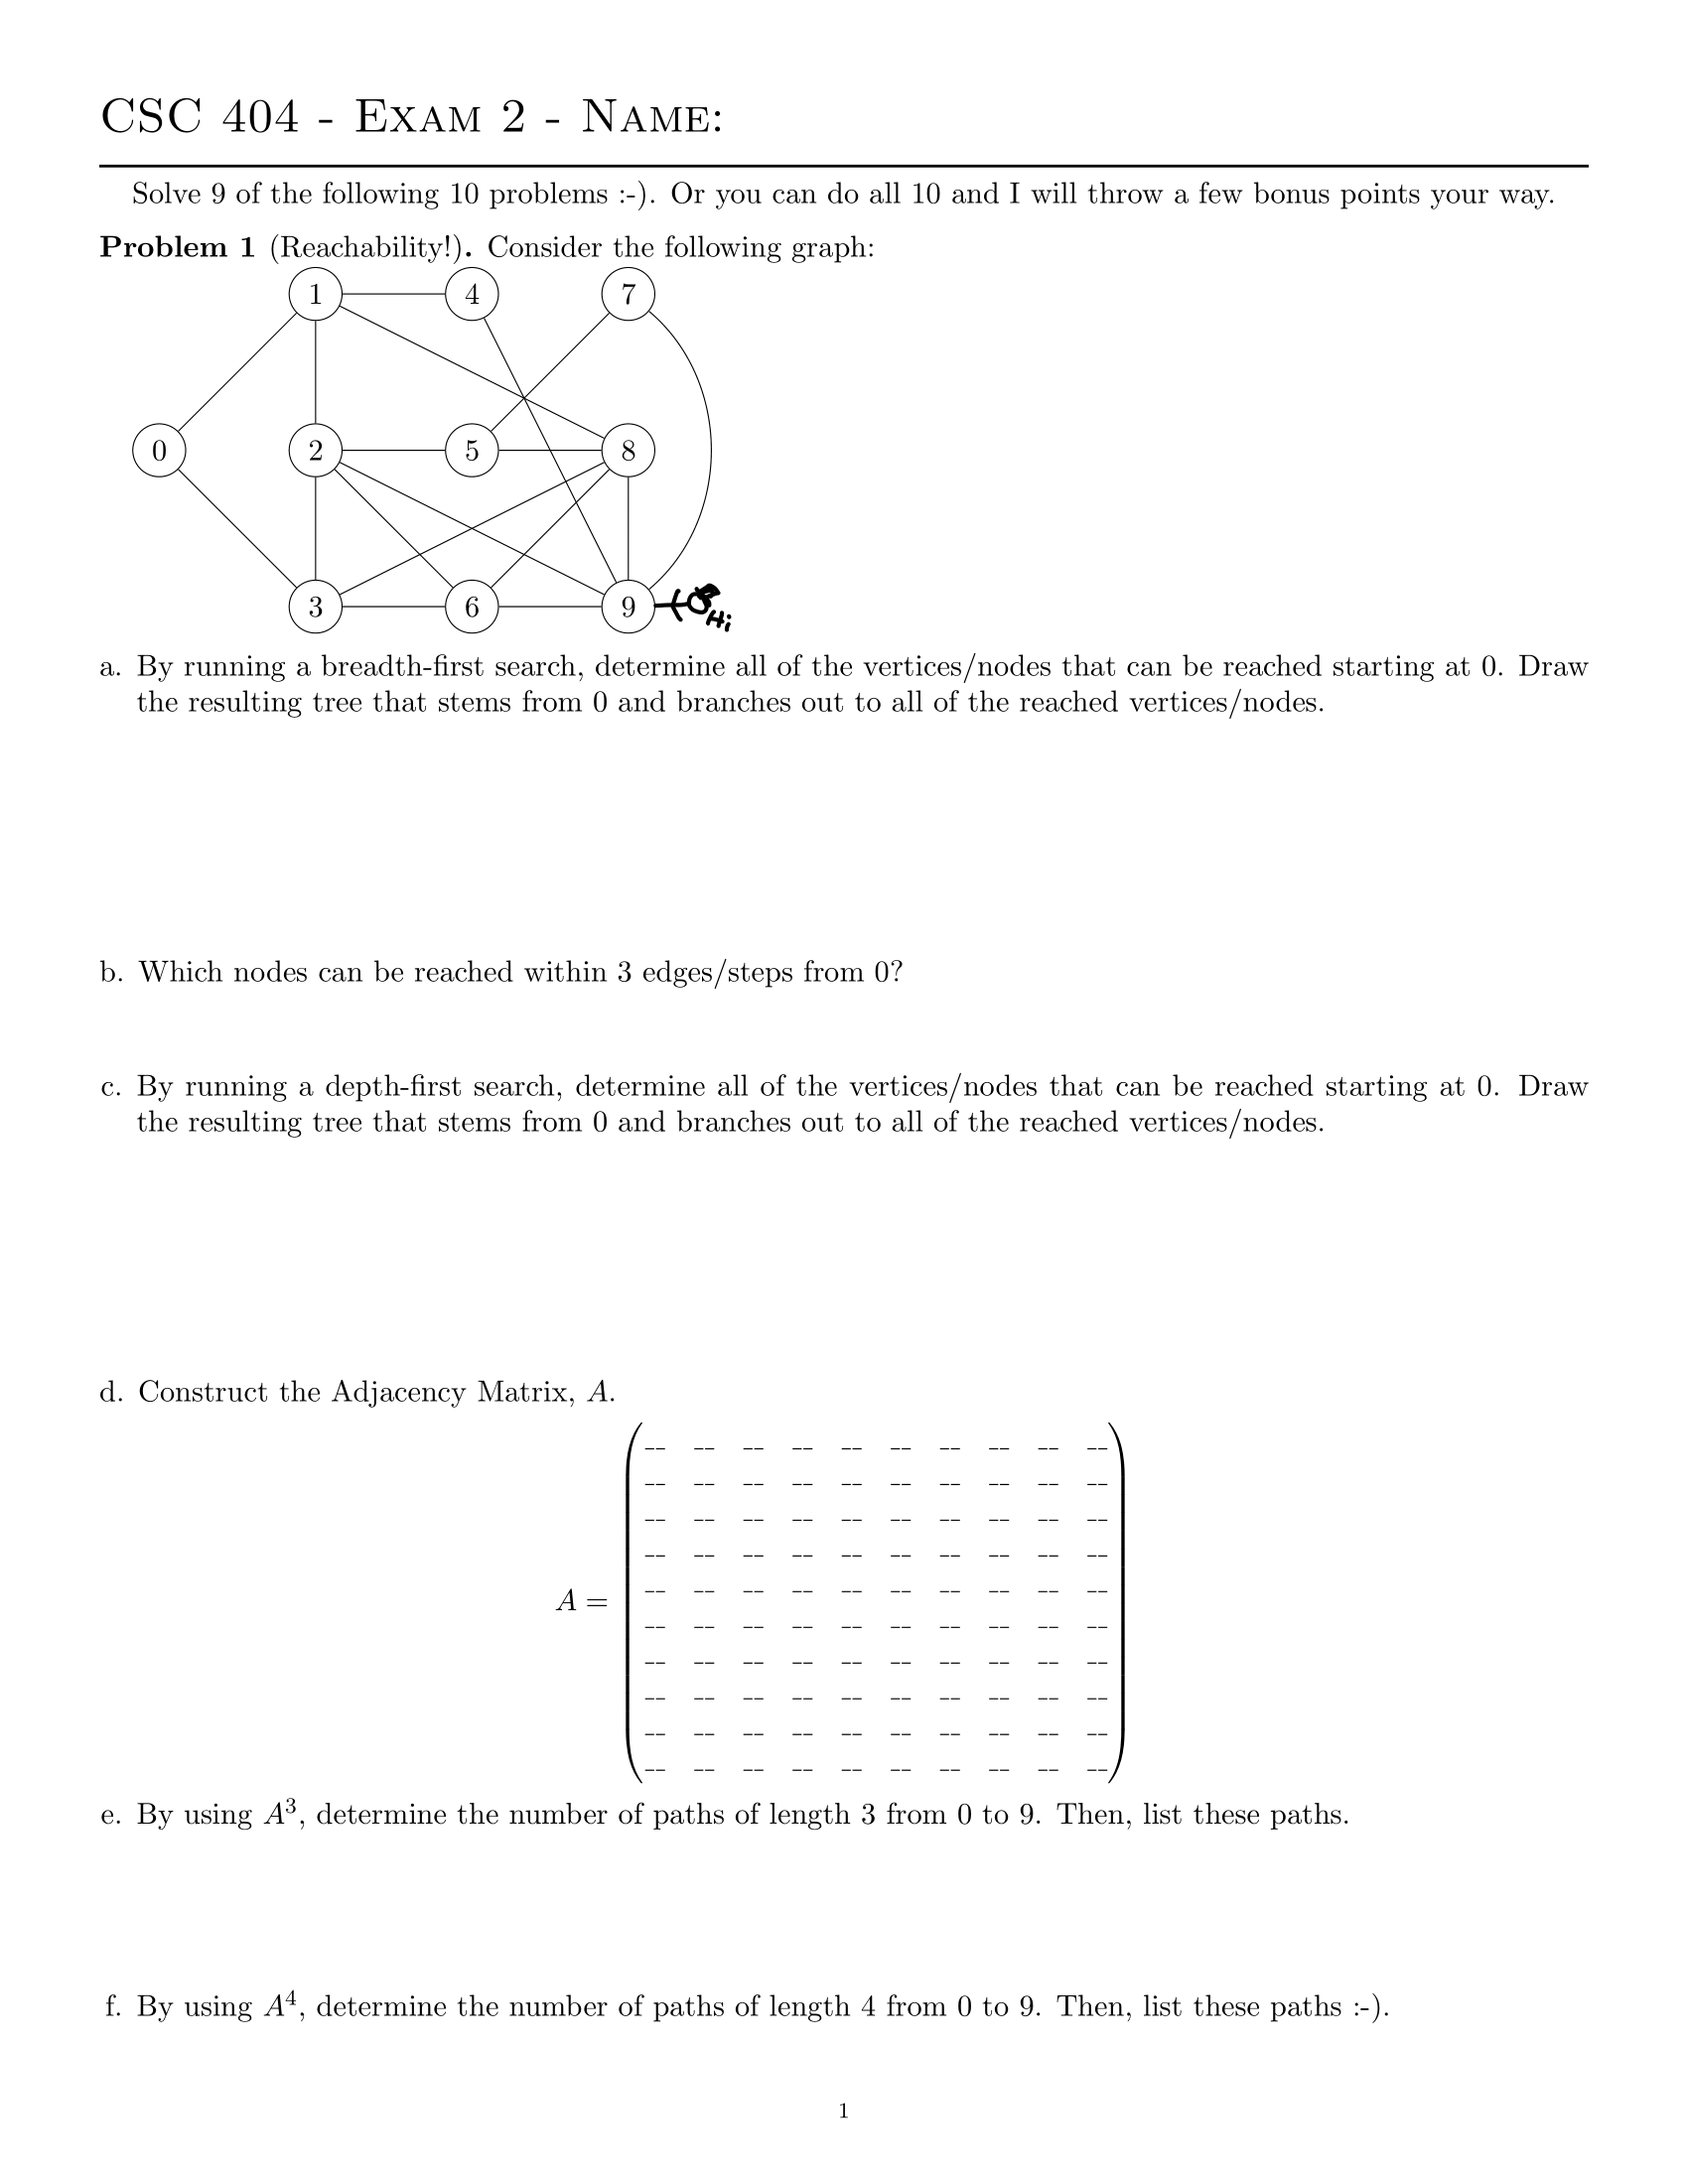 CSC 404 - Exam 2 - Name:
Solve 9 of the following 10 problems :-). Or you can do all 10 and I will throw a few bonus points your way.
Problem 1 (Reachability!). Consider the following graph:
1 4 7
0 2 5 8
3 6 9
Hi
a. By running a breadth-first search, determine all of the vertices/nodes that can be reached starting at 0. Draw
the resulting tree that stems from 0 and branches out to all of the reached vertices/nodes.
b. Which nodes can be reached within 3 edges/steps from 0?
c. By running a depth-first search, determine all of the vertices/nodes that can be reached starting at 0. Draw
the resulting tree that stems from 0 and branches out to all of the reached vertices/nodes.
d. Construct the Adjacency Matrix, A.
A =
e. By using A³, determine the number of paths of length 3 from 0 to 9. Then, list these paths.
f. By using A⁴, determine the number of paths of length 4 from 0 to 9. Then, list these paths :-).
1